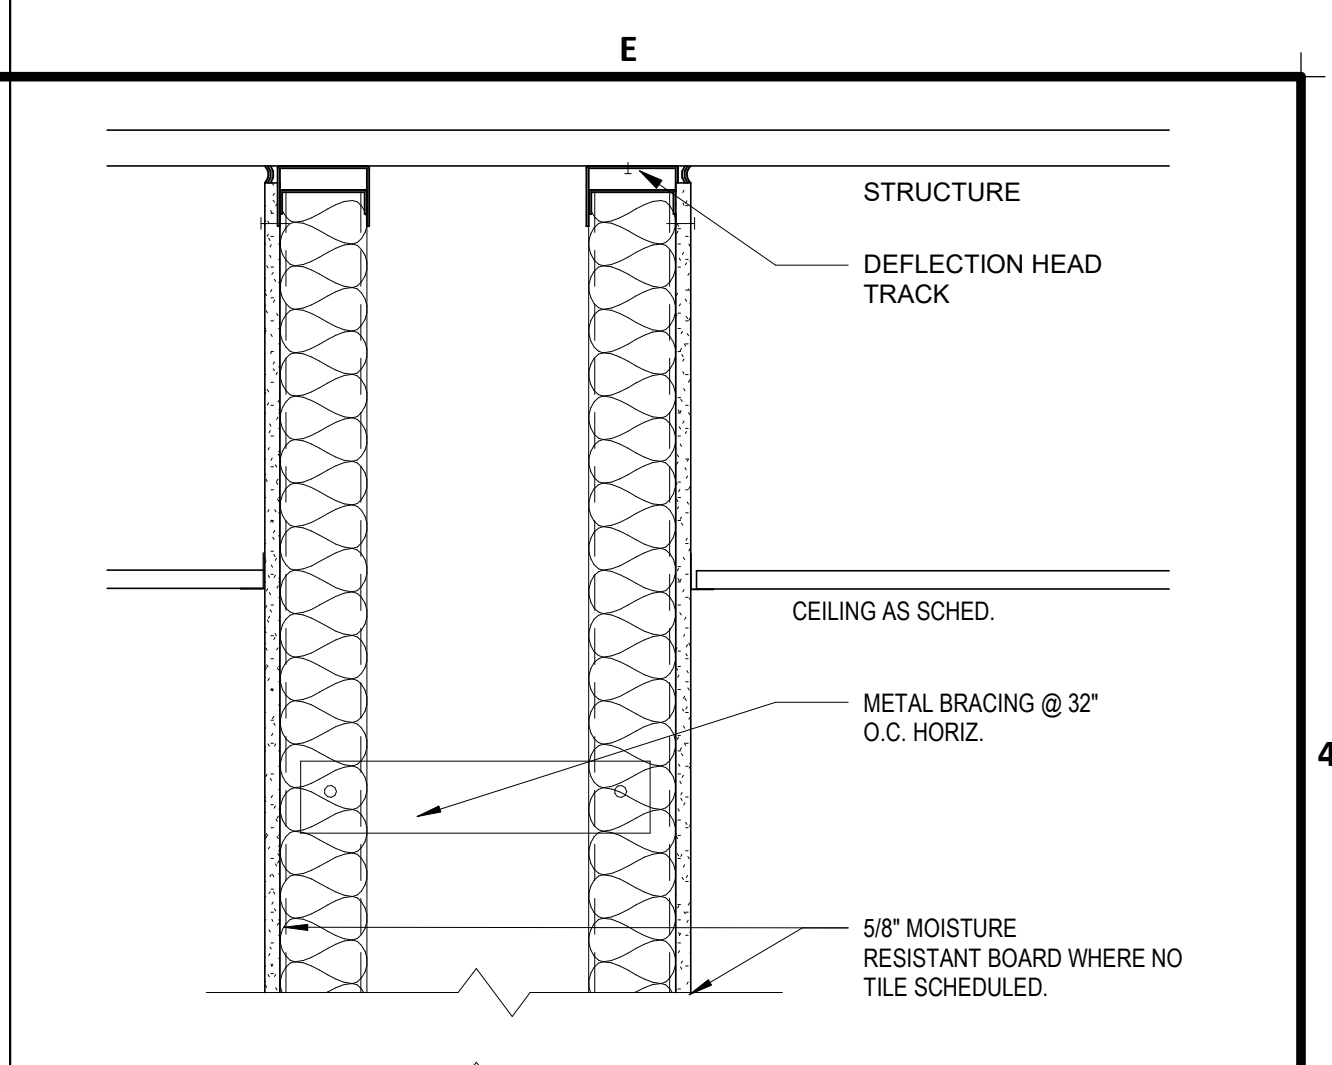 E
STRUCTURE
DEFLECTION HEAD
TRACK
CEILING AS SCHED.
METAL BRACING @ 32"
O.C. HORIZ.
4
5/8" MOISTURE
RESISTANT BOARD WHERE NO
TILE SCHEDULED.